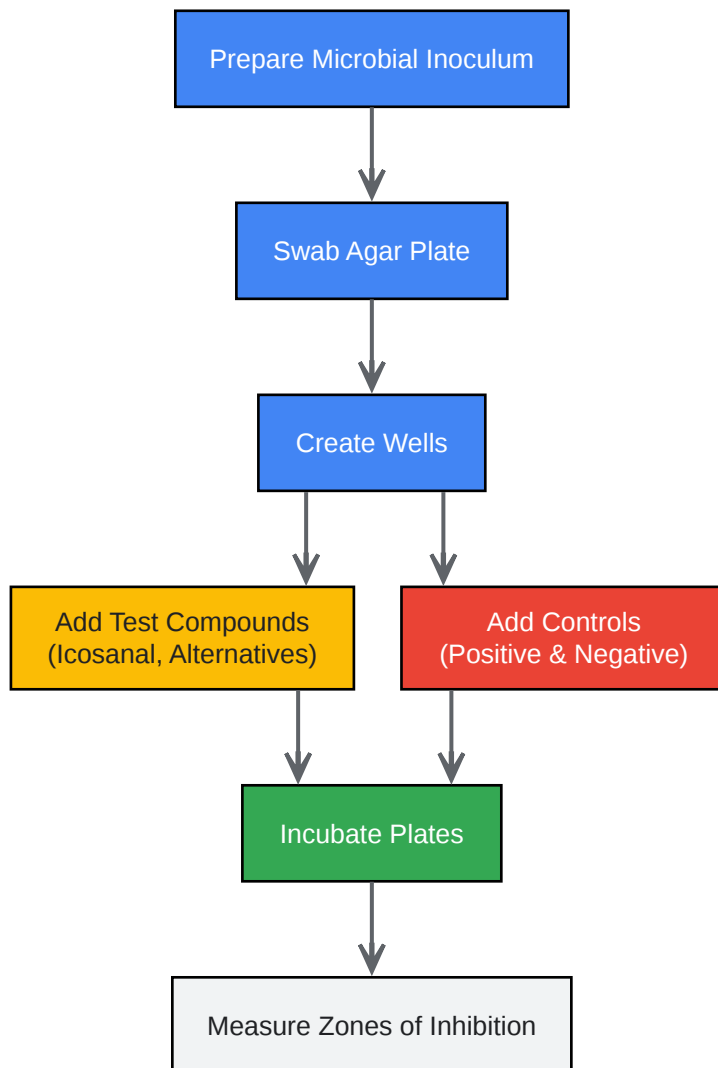 Prepare Microbial Inoculum
Swab Agar Plate
Create Wells
Add Test Compounds
(Icosanal, Alternatives)
Add Controls
(Positive & Negative)
Incubate Plates
Measure Zones of Inhibition